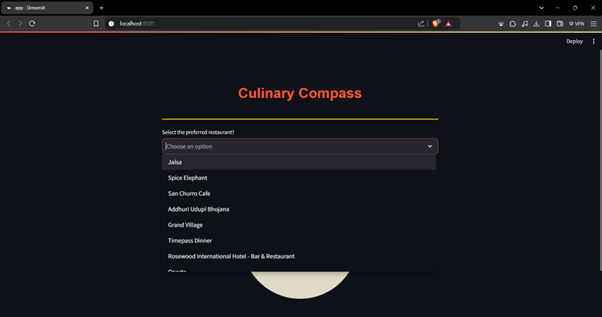 app · Streamlit
localhost:8501
VPN
Deploy
Culinary Compass
Select the preferred restaurant?
Choose an option
Jalsa
Spice Elephant
San Churro Cafe
Addhuri Udupi Bhojana
Grand Village
Timepass Dinner
Rosewood International Hotel - Bar & Restaurant